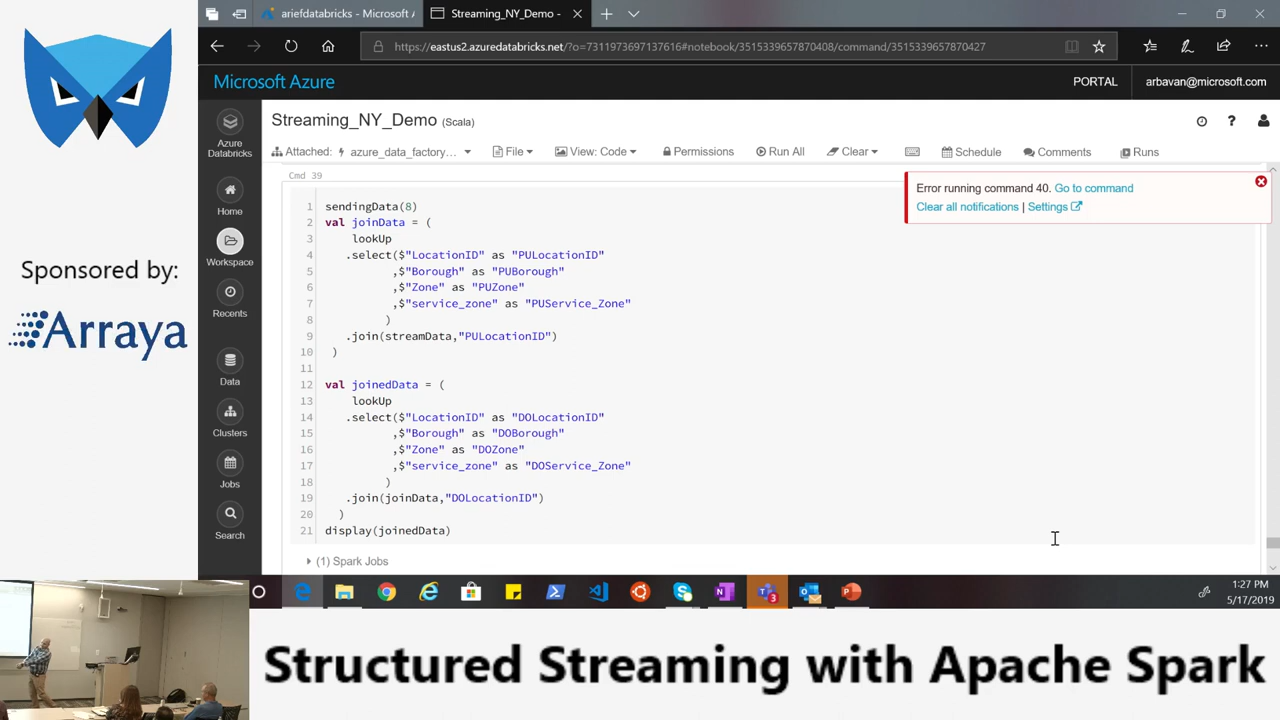 ariefdatabricks - Microsoft A
Streaming_NY_Demo -
https://eastus2.azuredatabricks.net/?o=7311973697137616#notebook/3515339657870408/command/3515339657870427
Microsoft Azure
PORTAL
arbavan@microsoft.com
Azure
Databricks
Home
Workspace
Recents
Data
Clusters
Jobs
Search
Streaming_NY_Demo (Scala)
Attached: azure_data_factory... File View: Code Permissions Run All Clear Schedule Comments Runs
Error running command 40. Go to command
Clear all notifications | Settings
Cmd 39
1 sendingData(8)
2 val joinData = (
3 lookUp
4 .select($"LocationID" as "PULocationID"
5 ,$"Borough" as "PUBorough"
6 ,$"Zone" as "PUZone"
7 ,$"service_zone" as "PUService_Zone"
8 )
9 .join(streamData,"PULocationID")
10 )
11
12 val joinedData = (
13 lookUp
14 .select($"LocationID" as "DOLocationID"
15 ,$"Borough" as "DOBorough"
16 ,$"Zone" as "DOZone"
17 ,$"service_zone" as "DOService_Zone"
18 )
19 .join(joinData,"DOLocationID")
20 )
21 display(joinedData)
(1) Spark Jobs
Sponsored by:
Arraya
3
1:27 PM
5/17/2019
Structured Streaming with Apache Spark